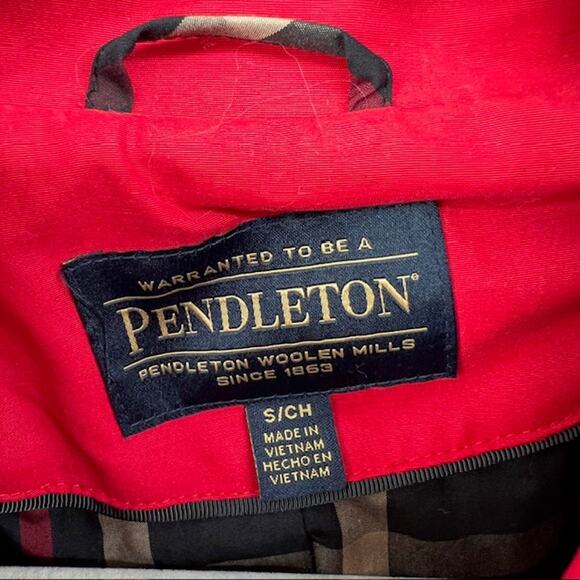 WARRANTED TO BE A
PENDLETON®
PENDLETON WOOLEN MILLS
SINCE 1863
S/CH
MADE IN
VIETNAM
HECHO EN
VIETNAM